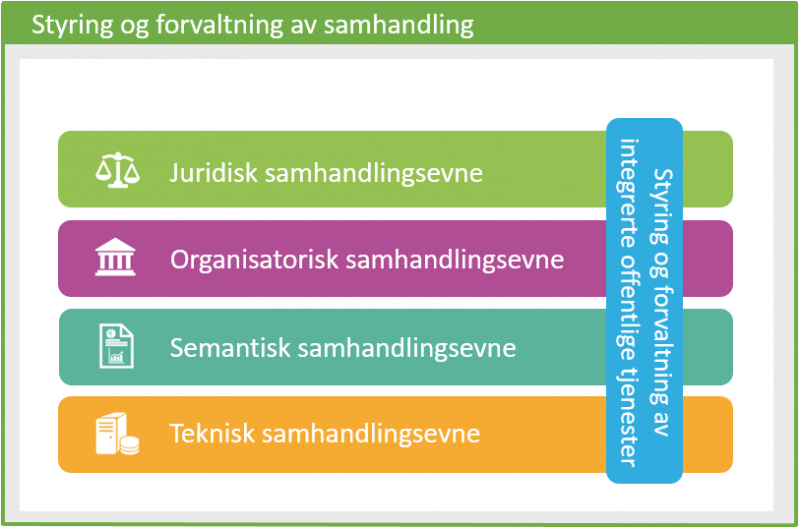 Styring og forvaltning av samhandling
Juridisk samhandlingsevne
Organisatorisk samhandlingsevne
Semantisk samhandlingsevne
Teknisk samhandlingsevne
Styring og forvaltning av
integrerte offentlige tjenester